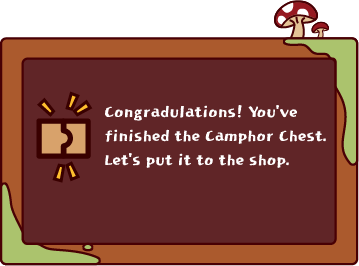 Congradulations! You've
finished the Camphor Chest.
Let's put it to the shop.